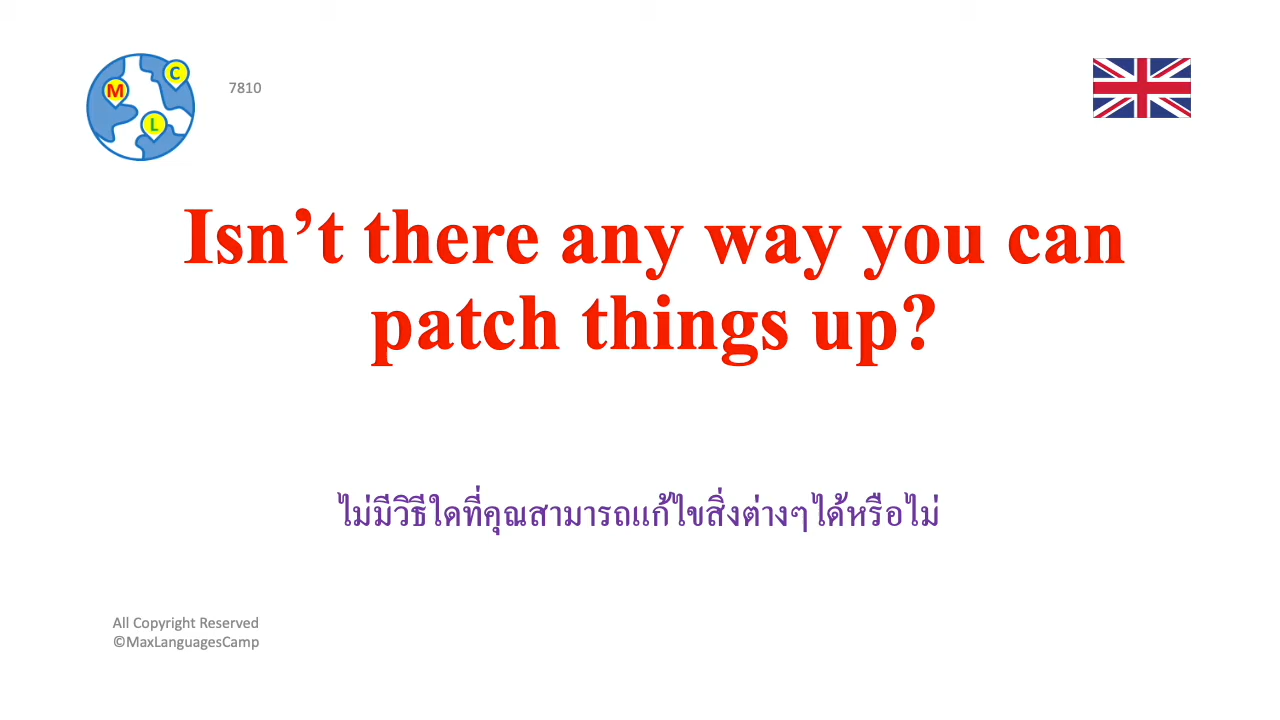 M
C
L
7810
Isn’t there any way you can
patch things up?
ไม่มีวิธีใดที่คุณสามารถแก้ไขสิ่งต่างๆได้หรือไม่
All Copyright Reserved
©MaxLanguagesCamp